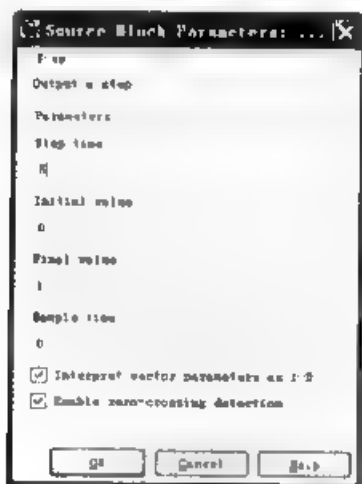 Source Block Parameters: ...
Step
Output a step
Parameters
Step time
Initial value
0
Final value
1
Sample time
0
Interpret vector parameters as 1-D
Enable zero-crossing detection
OK
Cancel
Help